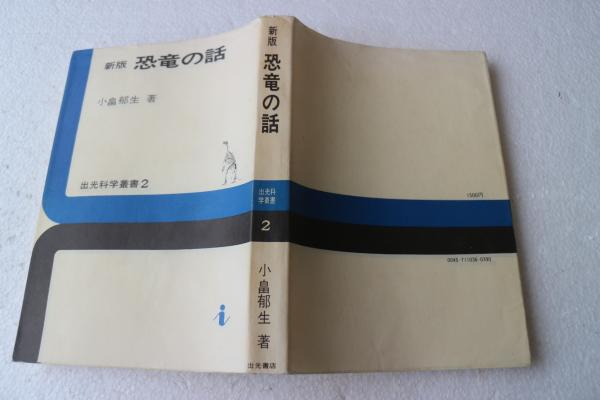 新版 恐竜の話
小畠郁生 著
出光科学叢書2
i
新版
恐竜の話
出光科
学叢書
2
小畠郁生 著
出光書店
1500円